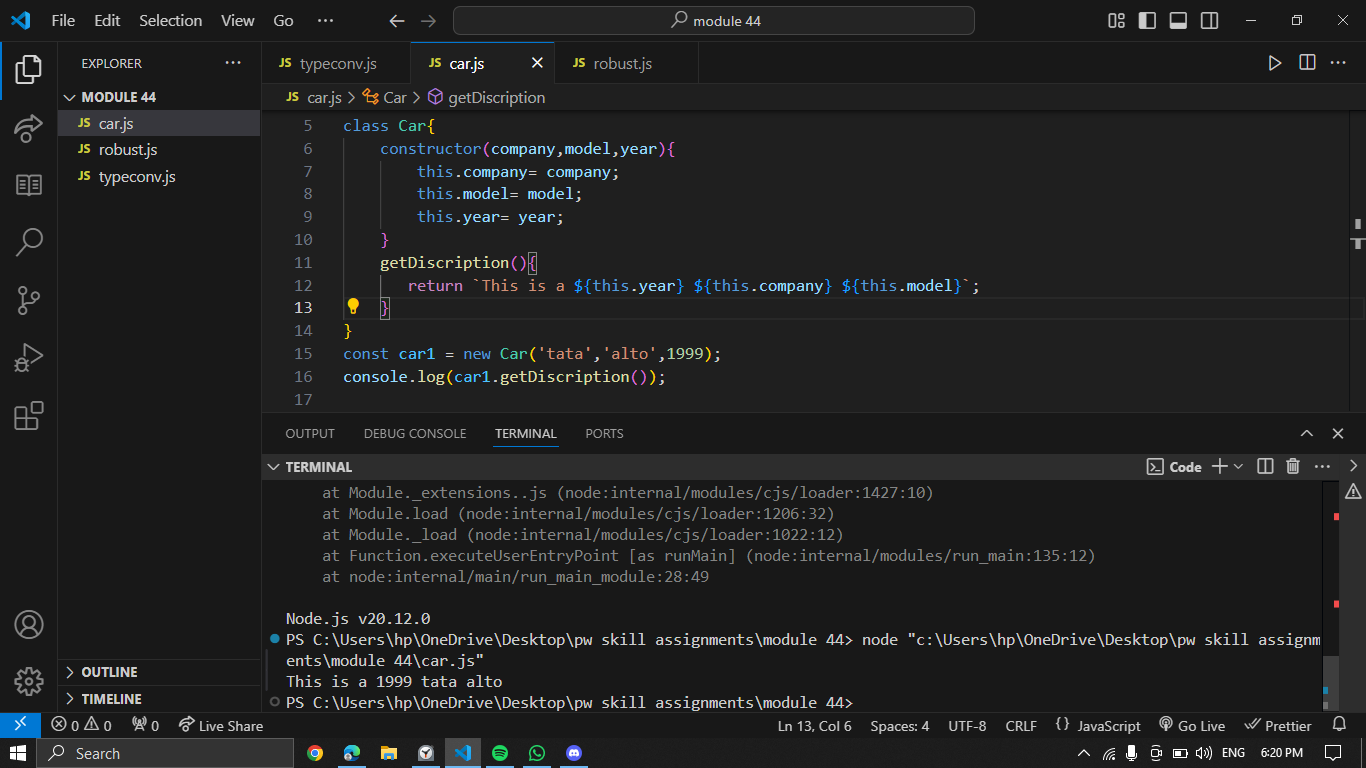 File Edit Selection View Go ··· module 44
EXPLORER ···
MODULE 44
JS car.js
JS robust.js
JS typeconv.js
OUTLINE
TIMELINE
JS typeconv.js JS car.js JS robust.js
JS car.js > Car > getDiscription
5 class Car{
6 constructor(company,model,year){
7 this.company= company;
8 this.model= model;
9 this.year= year;
10 }
11 getDiscription(){
12 return `This is a ${this.year} ${this.company} ${this.model}`;
13 }
14 }
15 const car1 = new Car('tata','alto',1999);
16 console.log(car1.getDiscription());
17
OUTPUT DEBUG CONSOLE TERMINAL PORTS
TERMINAL Code
at Module._extensions..js (node:internal/modules/cjs/loader:1427:10)
at Module.load (node:internal/modules/cjs/loader:1206:32)
at Module._load (node:internal/modules/cjs/loader:1022:12)
at Function.executeUserEntryPoint [as runMain] (node:internal/modules/run_main:135:12)
at node:internal/main/run_main_module:28:49
Node.js v20.12.0
PS C:\Users\hp\OneDrive\Desktop\pw skill assignments\module 44> node "c:\Users\hp\OneDrive\Desktop\pw skill assignm
ents\module 44\car.js"
This is a 1999 tata alto
PS C:\Users\hp\OneDrive\Desktop\pw skill assignments\module 44>
0 0 0 Live Share Ln 13, Col 6 Spaces: 4 UTF-8 CRLF {} JavaScript Go Live Prettier
Search ENG 6:20 PM